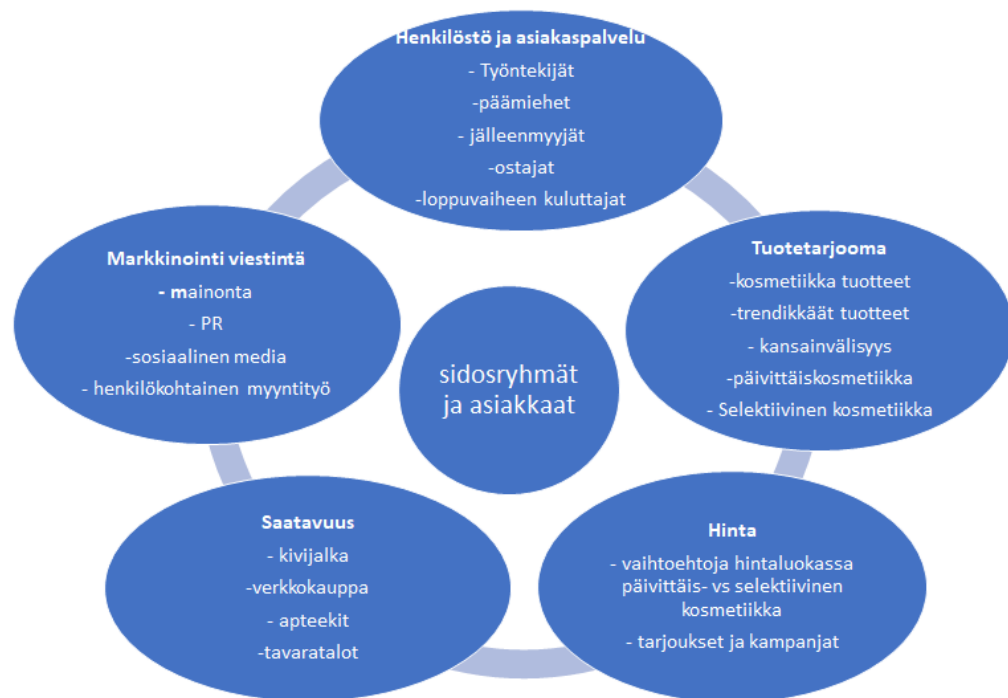 Henkilöstö ja asiakaspalvelu
- Työntekijät
-päämiehet
- jälleenmyyjät
-ostajat
-loppuvaiheen kuluttajat
Tuotetarjooma
-kosmetiikka tuotteet
-trendikkäät tuotteet
- kansainvälisyys
-päivittäiskosmetiikka
- Selektiivinen kosmetiikka
Hinta
- vaihtoehtoja hintaluokassa
päivittäis- vs selektiivinen
kosmetiikka
- tarjoukset ja kampanjat
Saatavuus
- kivijalka
-verkkokauppa
- apteekit
-tavaratalot
Markkinointi viestintä
- mainonta
- PR
-sosiaalinen media
- henkilökohtainen myyntityö
sidosryhmät
ja asiakkaat